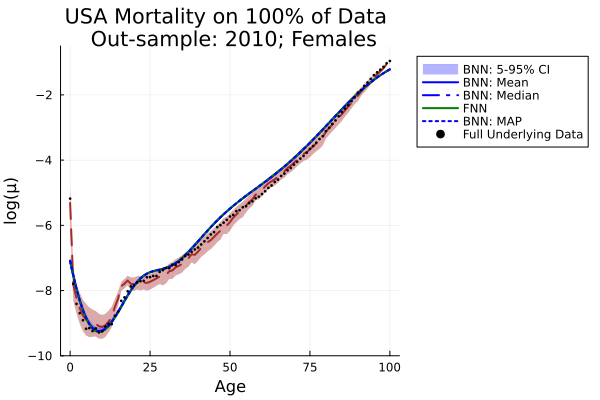 USA Mortality on 100% of Data
Out-sample: 2010; Females
BNN: 5-95% CI
BNN: Mean
BNN: Median
FNN
BNN: MAP
Full Underlying Data
log(μ)
−2
−4
−6
−8
−10
0 25 50 75 100
Age